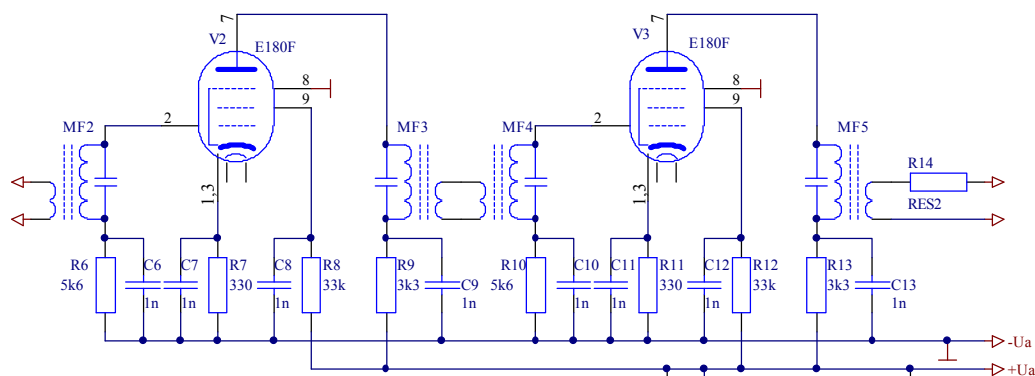 7
V2
E180F
8
9
2
1,3
MF2
MF3
MF4
7
V3
E180F
8
9
2
1,3
MF5
R14
RES2
R6
5k6
C6
1n
C7
1n
R7
330
C8
1n
R8
33k
R9
3k3
C9
1n
R10
5k6
C10
1n
C11
1n
R11
330
C12
1n
R12
33k
R13
3k3
C13
1n
-Ua
+Ua